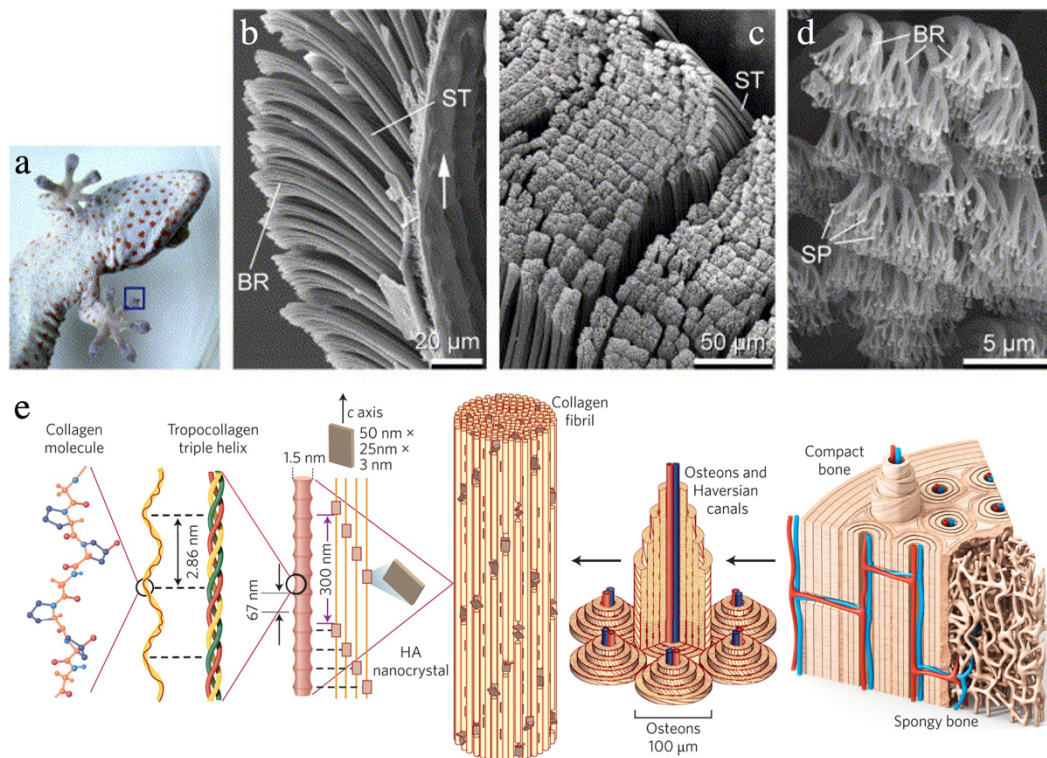 a
b
ST
BR
20 µm
c
ST
50 µm
d
BR
SP
5 µm
e
Collagen
molecule
Tropocollagen
triple helix
2.86 nm
c axis
50 nm ×
25nm ×
3 nm
1.5 nm
67 nm
300 nm
HA
nanocrystal
Collagen
fibril
Osteons and
Haversian
canals
Osteons
100 µm
Compact
bone
Spongy bone